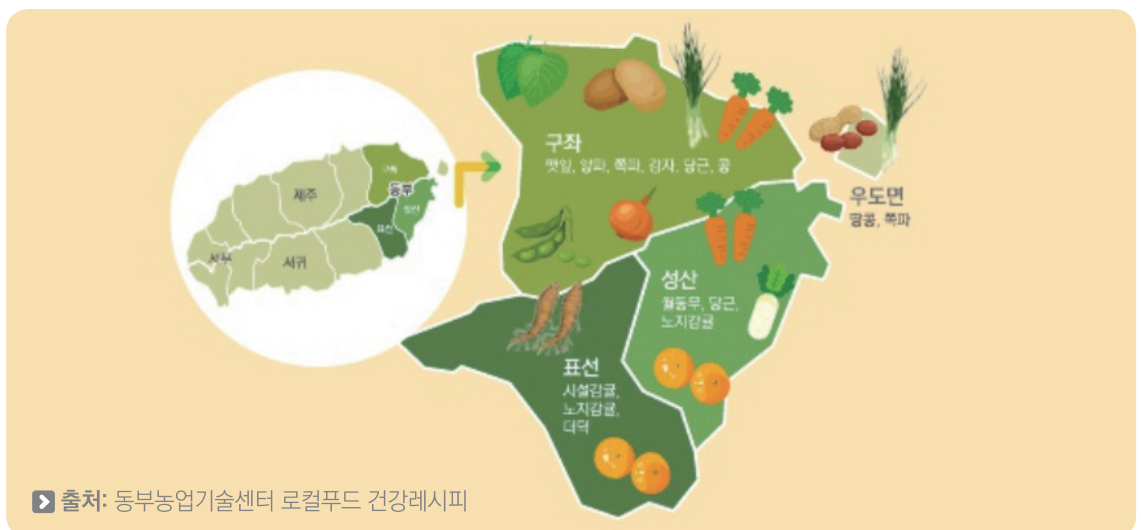 제주
동부
성산
표선
서부
서귀
구좌
깻잎, 양파, 쪽파, 감자, 당근, 콩
우도면
땅콩, 쪽파
성산
월동무, 당근,
노지감귤
표선
시설감귤,
노지감귤,
더덕
출처: 동부농업기술센터 로컬푸드 건강레시피